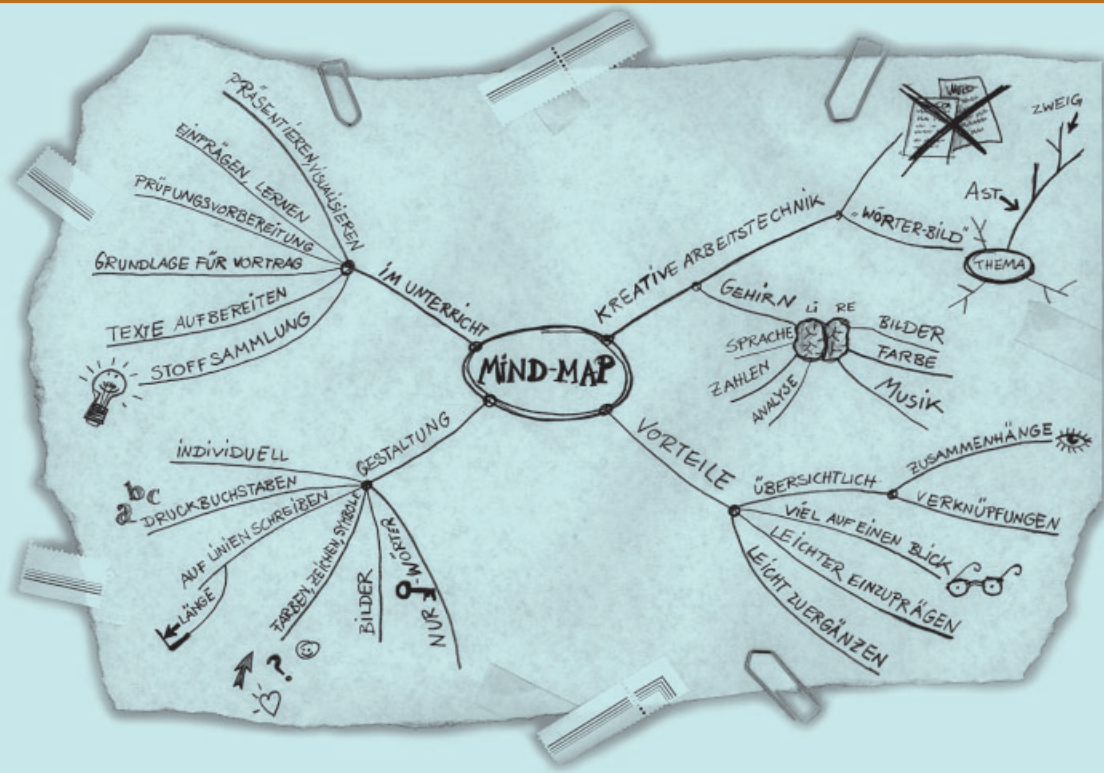 MIND-MAP
IM UNTERRICHT
PRÄSENTIEREN, VISUALISIEREN
EINPRÄGEN, LERNEN
PRÜFUNGSVORBEREITUNG
GRUNDLAGE FÜR VORTRAG
TEXTE AUFBEREITEN
STOFFSAMMLUNG
KREATIVE ARBEITSTECHNIK
"WÖRTER-BILD"
THEMA
AST
ZWEIG
GEHIRN
LI RE
SPRACHE
ZAHLEN
ANALYSE
BILDER
FARBE
MUSIK
VORTEILE
ÜBERSICHTLICH
ZUSAMMENHÄNGE
VERKNÜPFUNGEN
VIEL AUF EINEN BLICK
LEICHTER EINZUPRÄGEN
LEICHT ZU ERGÄNZEN
GESTALTUNG
INDIVIDUELL
abc
DRUCKBUCHSTABEN
AUF LINIEN SCHREIBEN
LÄNGE
FARBEN, ZEICHEN, SYMBOLE
?
BILDER
NUR -WÖRTER